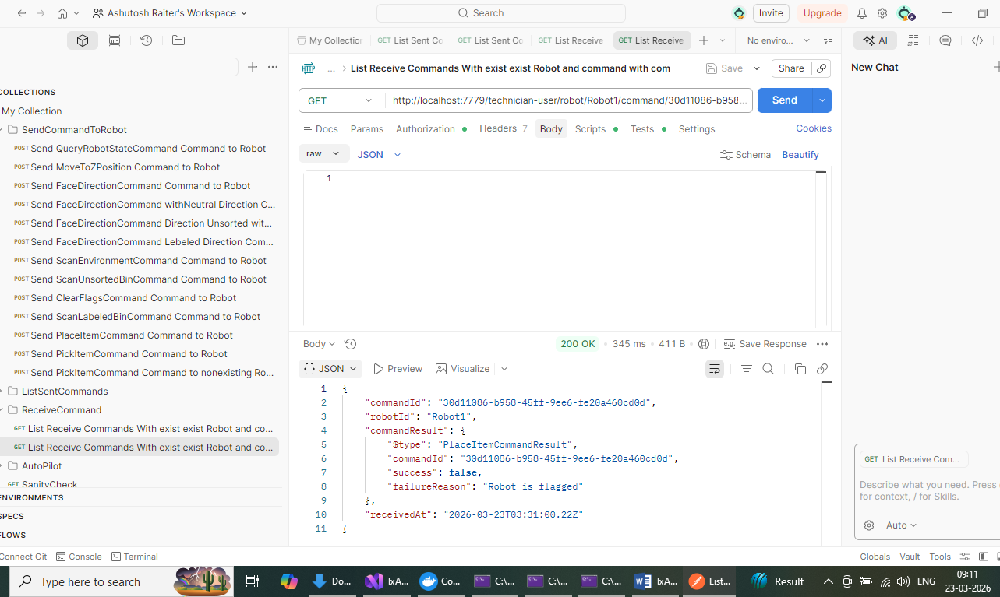 Ashutosh Raiter's Workspace
Search
Invite
Upgrade
My Collection
GET List Sent Co
GET List Sent Co
GET List Receive
GET List Receive
No enviro...
AI
HTTP
... > List Receive Commands With exist exist Robot and command with com
Save
Share
New Chat
COLLECTIONS
My Collection
SendCommandToRobot
POST Send QueryRobotStateCommand Command to Robot
POST Send MoveToZPosition Command to Robot
POST Send FaceDirectionCommand Command to Robot
POST Send FaceDirectionCommand withNeutral Direction C...
POST Send FaceDirectionCommand Direction Unsorted wit...
POST Send FaceDirectionCommand Lebeled Direction Com...
POST Send ScanEnvironmentCommand Command to Robot
POST Send ScanUnsortedBinCommand Command to Robot
POST Send ClearFlagsCommand Command to Robot
POST Send ScanLabeledBinCommand Command to Robot
POST Send PlaceItemCommand Command to Robot
POST Send PickItemCommand Command to Robot
POST Send PickItemCommand Command to nonexisting Ro...
ListSentCommands
ReceiveCommand
GET List Receive Commands With exist exist Robot and co...
GET List Receive Commands With exist exist Robot and co...
AutoPilot
GET SanityCheck
ENVIRONMENTS
SPECS
FLOWS
GET
http://localhost:7779/technician-user/robot/Robot1/command/30d11086-b958...
Send
Docs
Params
Authorization
Headers 7
Body
Scripts
Tests
Settings
Cookies
raw
JSON
Schema
Beautify
1
Body
200 OK
345 ms
411 B
e.g. Save Response
{} JSON
Preview
Visualize
1 {
2 "commandId": "30d11086-b958-45ff-9ee6-fe20a460cd0d",
3 "robotId": "Robot1",
4 "commandResult": {
5 "$type": "PlaceItemCommandResult",
6 "commandId": "30d11086-b958-45ff-9ee6-fe20a460cd0d",
7 "success": false,
8 "failureReason": "Robot is flagged"
9 },
10 "receivedAt": "2026-03-23T03:31:00.22Z"
11 }
GET List Receive Com...
Describe what you need. Press
for context, / for Skills.
Auto
Connect Git
Console
Terminal
Globals
Vault
Tools
Type here to search
Do...
TxA...
Co...
C:\...
C:\...
C:\...
TxA...
List...
Result
ENG
09:11
23-03-2026